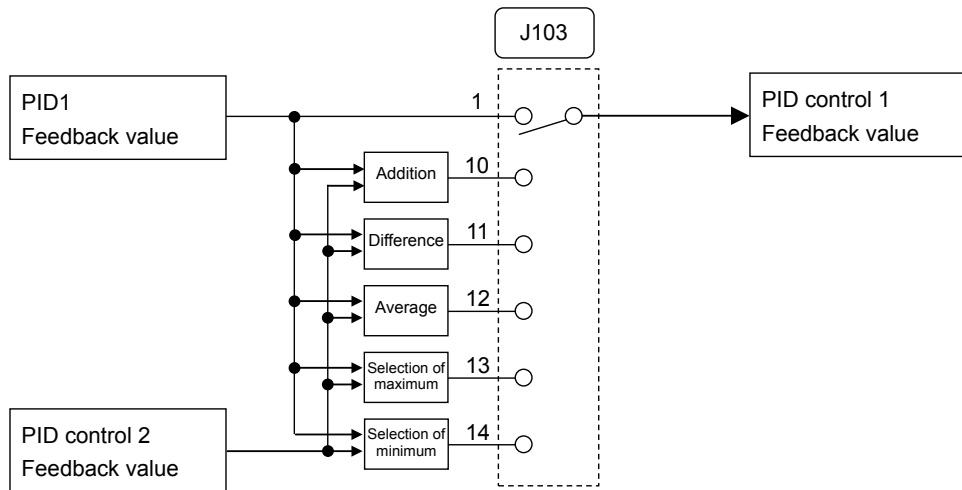 J103
PID1
Feedback value
1
PID control 1
Feedback value
Addition
10
Difference
11
Average
12
Selection of
maximum
13
PID control 2
Feedback value
Selection of
minimum
14